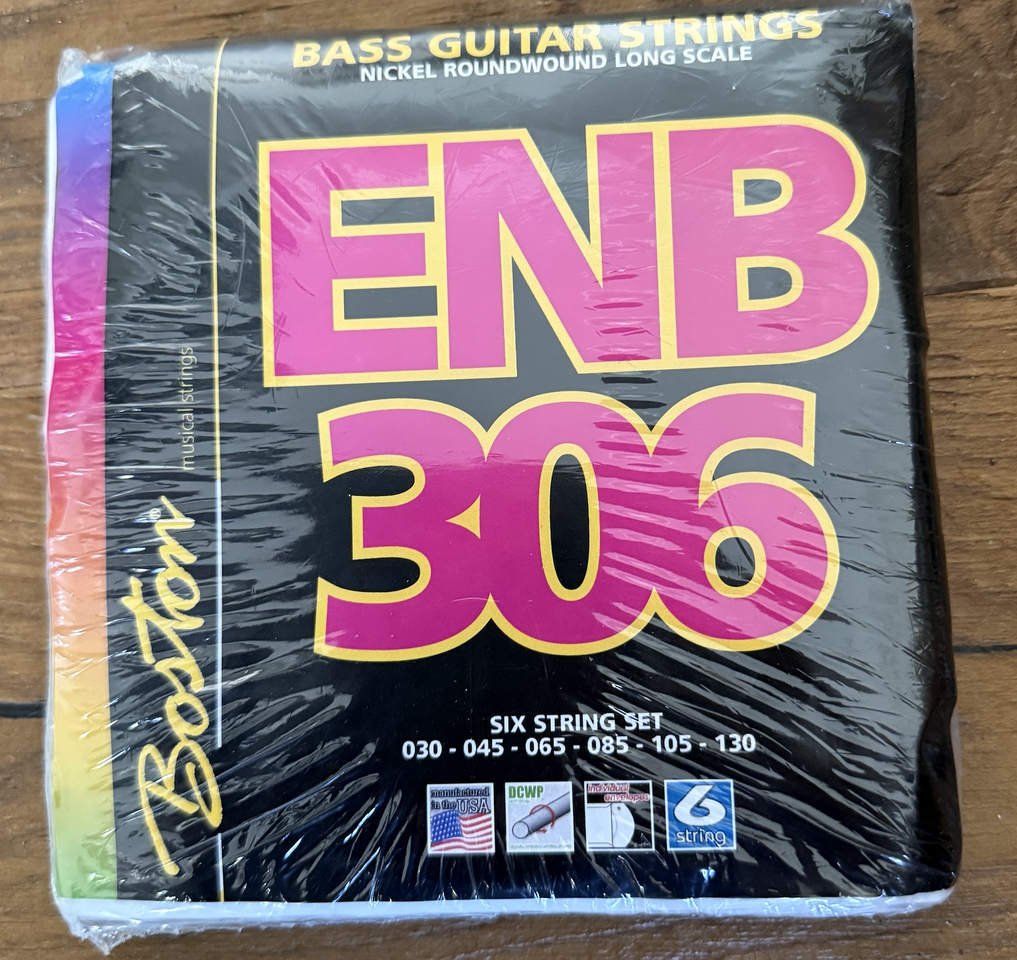 BASS GUITAR STRINGS
NICKEL ROUNDWOUND LONG SCALE
ENB
306
musical strings
Boston®
SIX STRING SET
030 - 045 - 065 - 085 - 105 - 130
manufactured
in the USA
DCWP
individual
envelopes
6
string